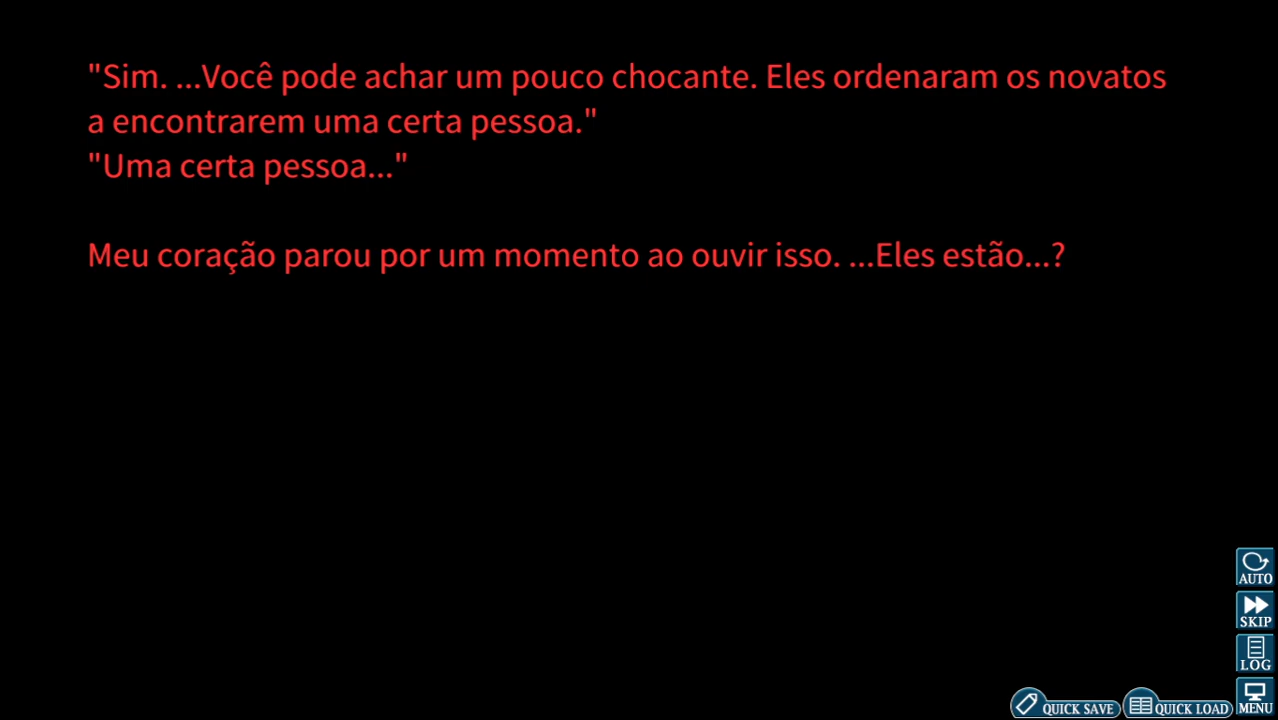 "Sim. ...Você pode achar um pouco chocante. Eles ordenaram os novatos
a encontrarem uma certa pessoa."
"Uma certa pessoa..."
Meu coração parou por um momento ao ouvir isso. ...Eles estão...?
AUTO
SKIP
LOG
QUICK SAVE
QUICK LOAD
MENU